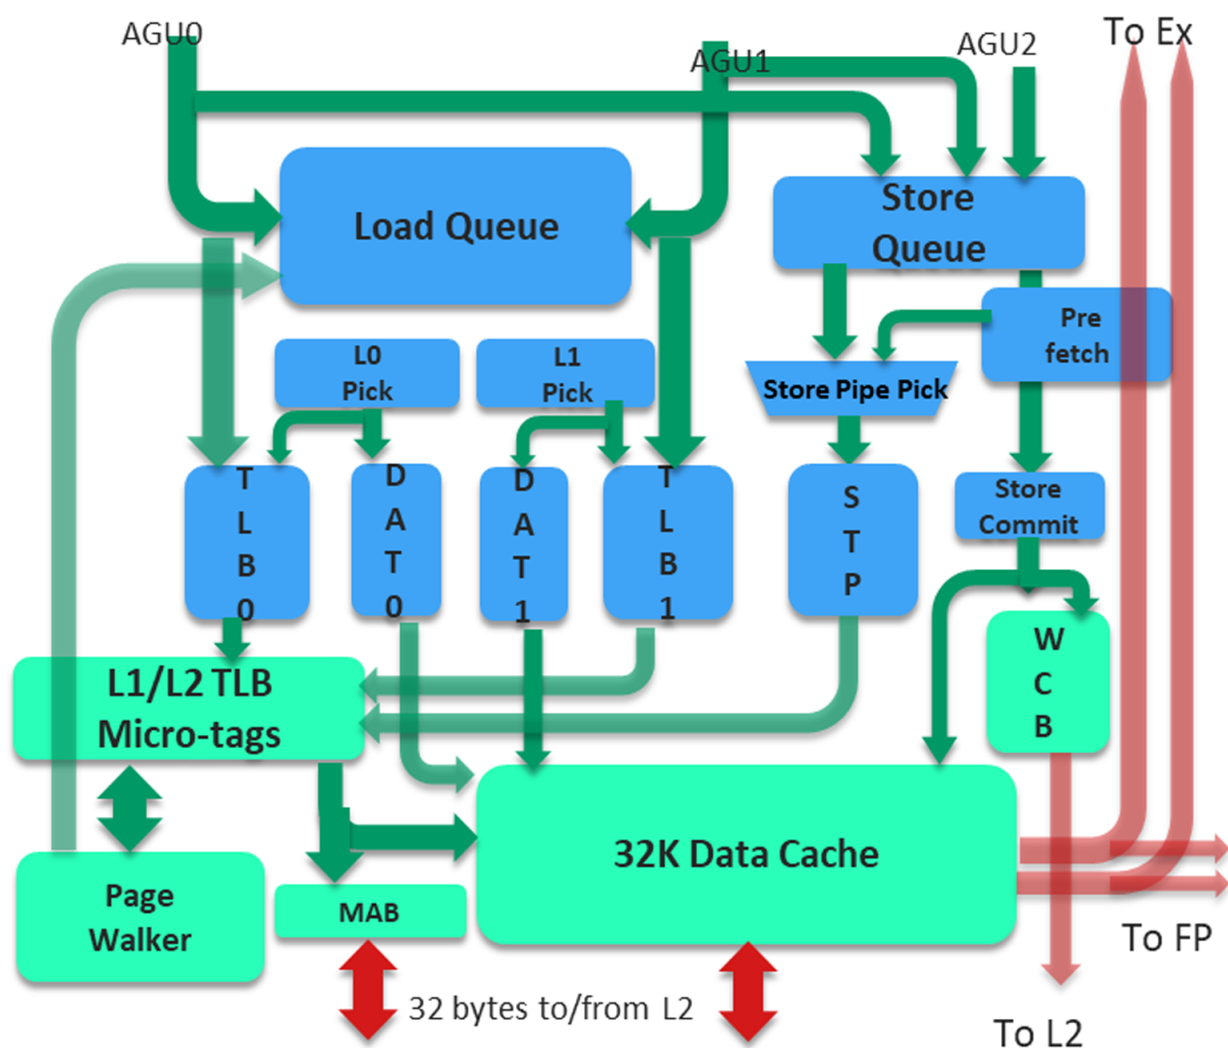 AGU0
AGU1
AGU2
To Ex
Load Queue
Store
Queue
Pre
fetch
L0
Pick
L1
Pick
Store Pipe Pick
T
L
B
0
D
A
T
0
D
A
T
1
T
L
B
1
S
T
P
Store
Commit
W
C
B
L1/L2 TLB
Micro-tags
32K Data Cache
Page
Walker
MAB
To FP
32 bytes to/from L2
To L2